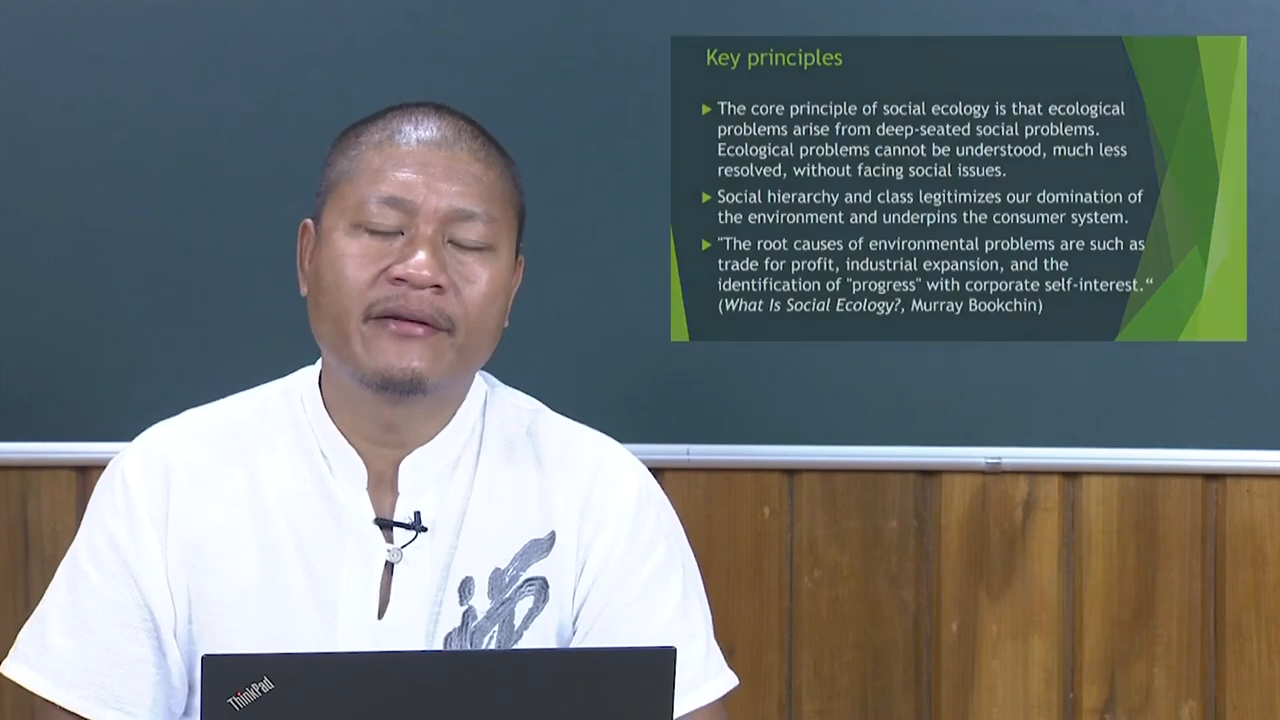 Key principles
The core principle of social ecology is that ecological
problems arise from deep-seated social problems.
Ecological problems cannot be understood, much less
resolved, without facing social issues.
Social hierarchy and class legitimizes our domination of
the environment and underpins the consumer system.
"The root causes of environmental problems are such as
trade for profit, industrial expansion, and the
identification of "progress" with corporate self-interest.“
(What Is Social Ecology?, Murray Bookchin)
ThinkPad